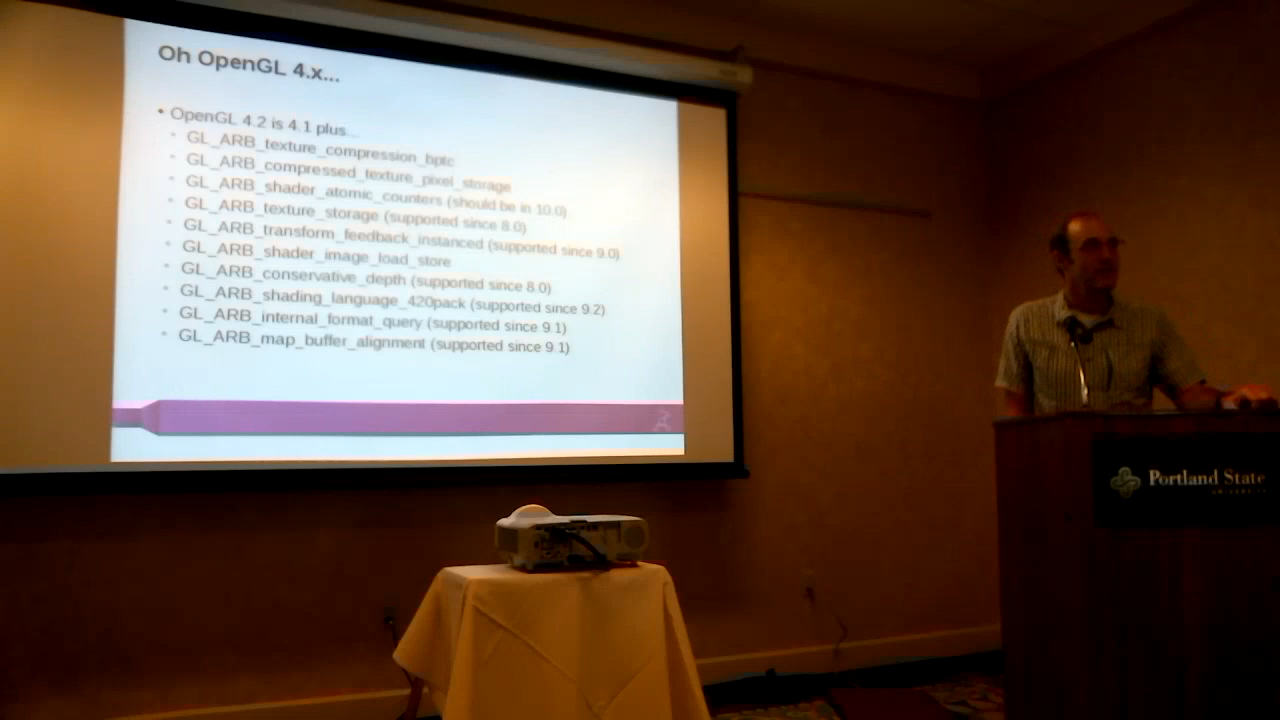 Oh OpenGL 4.x...
• OpenGL 4.2 is 4.1 plus...
• GL_ARB_texture_compression_bptc
• GL_ARB_compressed_texture_pixel_storage
• GL_ARB_shader_atomic_counters (should be in 10.0)
• GL_ARB_texture_storage (supported since 8.0)
• GL_ARB_transform_feedback_instanced (supported since 9.0)
• GL_ARB_shader_image_load_store
• GL_ARB_conservative_depth (supported since 8.0)
• GL_ARB_shading_language_420pack (supported since 9.2)
• GL_ARB_internal_format_query (supported since 9.1)
• GL_ARB_map_buffer_alignment (supported since 9.1)
Portland State
UNIVERSITY